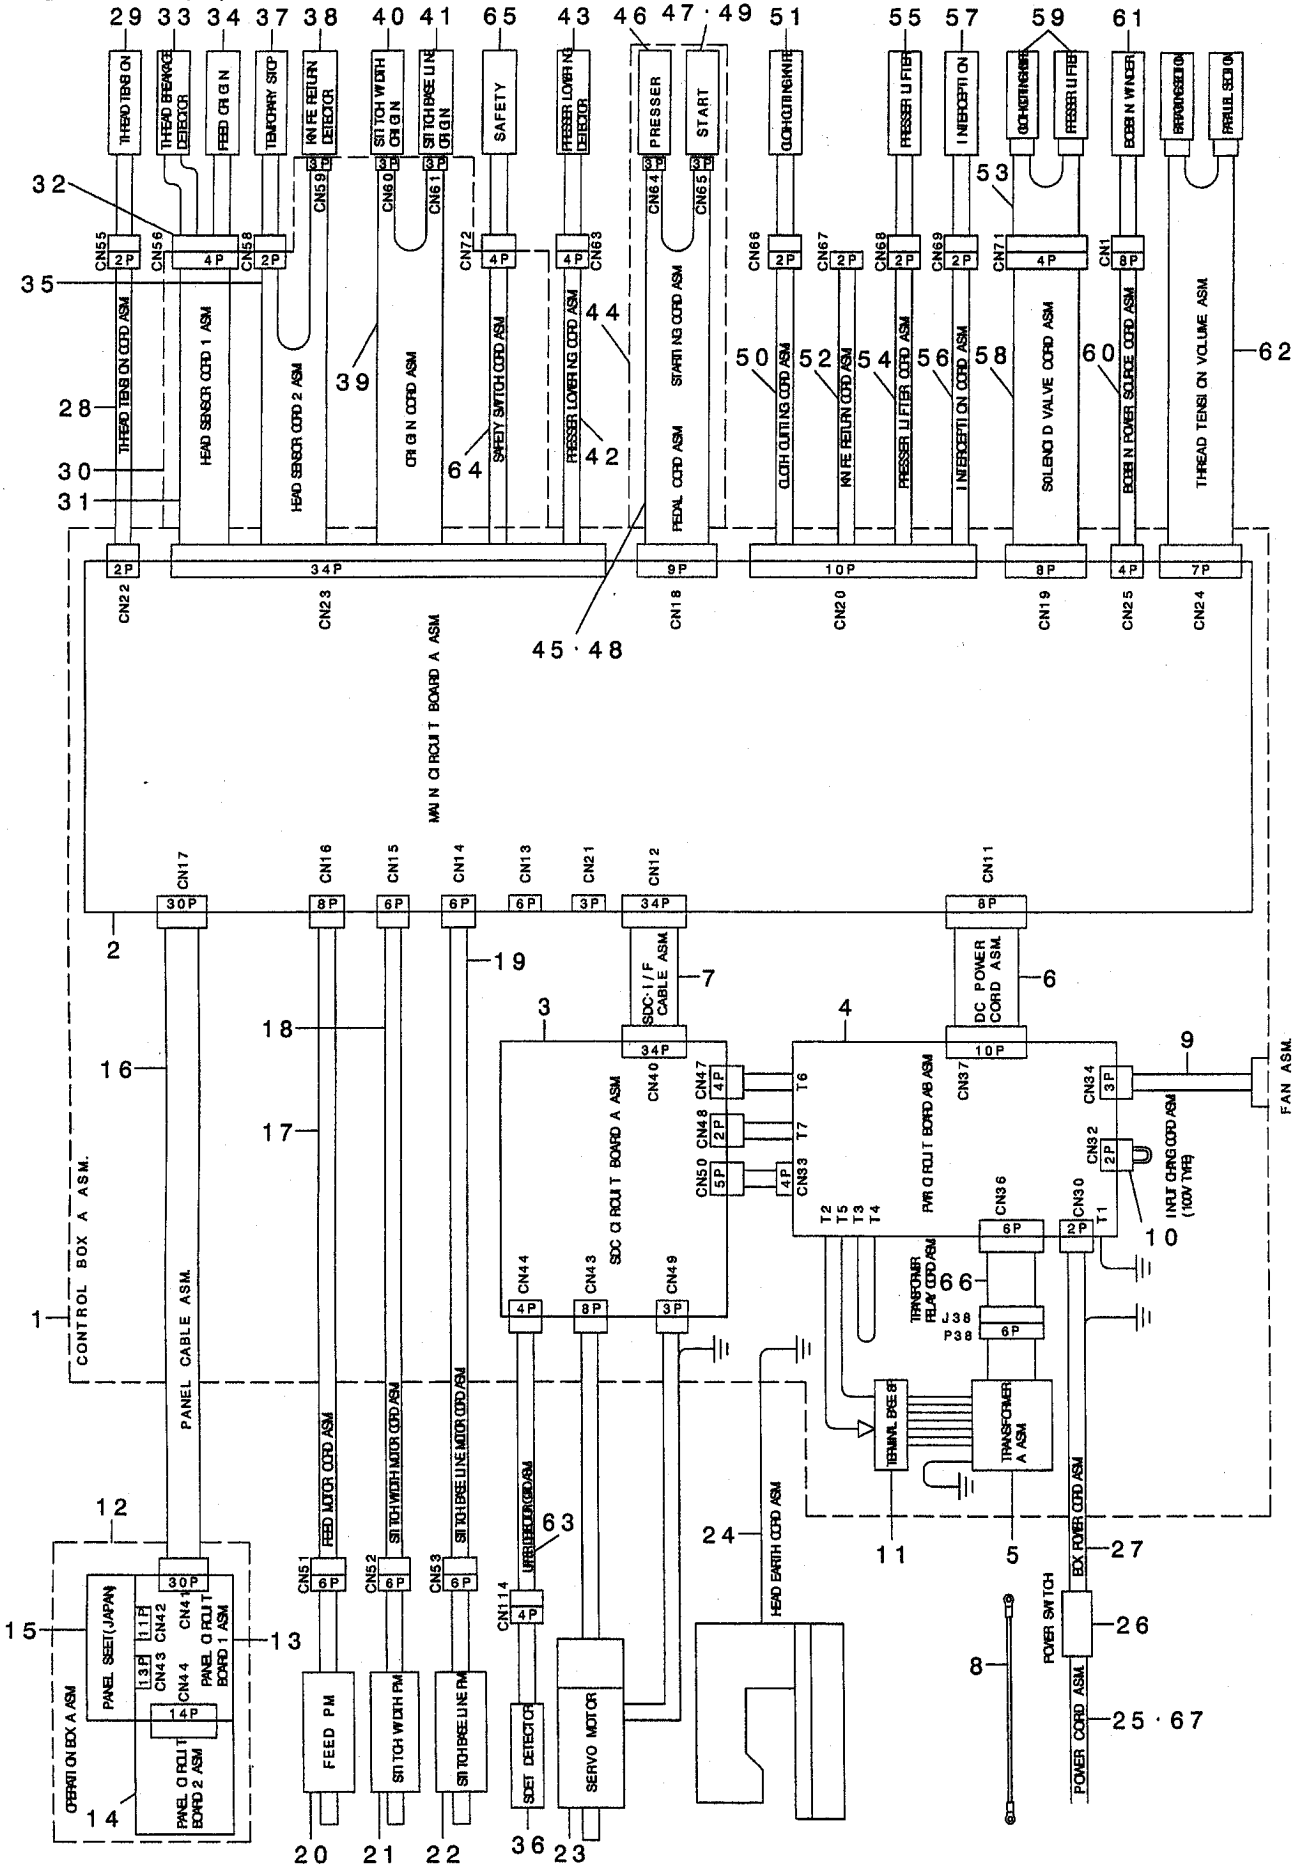 29 33 34 37 38 40 41 65 43 46 47 · 49 51 55 57 59 61
THREAD TENSION
THREAD BREAKAGE
DETECTOR
FEED ORIGIN
TEMPORARY STOP
KNIFE RETURN
DETECTOR
STITCH WIDTH
ORIGIN
STITCH BASE LINE
ORIGIN
SAFETY
PRESSER LOWERING
DETECTOR
PRESSER
START
CLOTH CUTTING KNIFE
PRESSER LIFTER
INTERCEPTION
CLOTH CUTTING KNIFE
PRESSER LIFTER
BOBBIN WINDER
PARALLEL SECTION
32
53
3P 3P 3P 3P 3P
CN59 CN60 CN61 CN64 CN65
CN55 CN56 CN58 CN72 CN63 CN66 CN67 CN68 CN69 CN71 CN1
2P 4P 2P 4P 4P 2P 2P 2P 2P 4P 8P
35
28
30
31
39
64
42
44
50
52
54
56
58
60
62
THREAD TENSION CORD ASM
HEAD SENSOR CORD 1 ASM
HEAD SENSOR CORD 2 ASM
ORIGIN CORD ASM
SAFETY SWITCH CORD ASM
PRESSER LOWERING CORD ASM
PEDAL CORD ASM
STARTING CORD ASM
CLOTH CUTTING CORD ASM
KNIFE RETURN CORD ASM
PRESSER LIFTER CORD ASM
INTERCEPTION CORD ASM
SOLENOID VALVE CORD ASM
BOBBIN POWER SOURCE CORD ASM
THREAD TENSION VOLUME ASM.
2P 34P 9P 10P 8P 4P 7P
CN22 CN23 CN18 CN20 CN19 CN25 CN24
45 · 48
MAIN CIRCUIT BOARD A ASM.
CN17 CN16 CN15 CN14 CN13 CN21 CN12 CN11
30P 8P 6P 6P 6P 3P 34P 8P
2
19
SDC-I/F
CABLE ASM.
7
DC POWER
CORD ASM.
6
3
4
18
16
17
34P
CN40
10P
CN37
CN47
4P
T6
CN48
2P
T7
CN50
5P
4P
CN33
SDC CIRCUIT BOARD A ASM
PWR CIRCUIT BOARD AB ASM
CN34
3P
9
FAN ASM.
CN32
2P
INPUT CHANG CORD ASM
(100V TYPE)
10
T2
T5
T3
T4
CN36
6P
CN30
2P
T1
CN44
4P
CN43
8P
CN49
3P
TRANSFORMER
RELAY CORD ASM.
66
J38
P38
6P
1
CONTROL BOX A ASM.
PANEL CABLE ASM.
FEED MOTOR CORD ASM
STITCH WIDTH MOTOR CORD ASM
STITCH BASE LINE MOTOR CORD ASM
63
TERMINAL BASE 8P
TRANSFORMER
A ASM.
11
5
24
HEAD EARTH CORD ASM
BOX POWER CORD ASM
27
POWER SWITCH
26
8
POWER CORD ASM.
25 · 67
12
30P
15
PANEL SEET(JAPAN)
11P
CN42
CN41
13P
CN43
CN44
PANEL CIRCUIT
BOARD 1 ASM
13
14P
OPERATION BOX A ASM
14
PANEL CIRCUIT
BOARD 2 ASM
CN51
6P
CN52
6P
CN53
6P
CN114
4P
FEED PM
STITCH WIDTH PM
STITCH BASE LINE PM
SDET DETECTOR
SERVO MOTOR
20 21 22 36 23